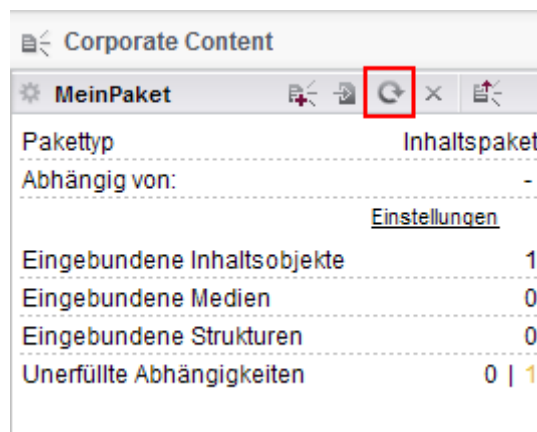 Corporate Content
MeinPaket
Pakettyp Inhaltspaket
Abhängig von: -
Einstellungen
Eingebundene Inhaltsobjekte 1
Eingebundene Medien 0
Eingebundene Strukturen 0
Unerfüllte Abhängigkeiten 0 | 1